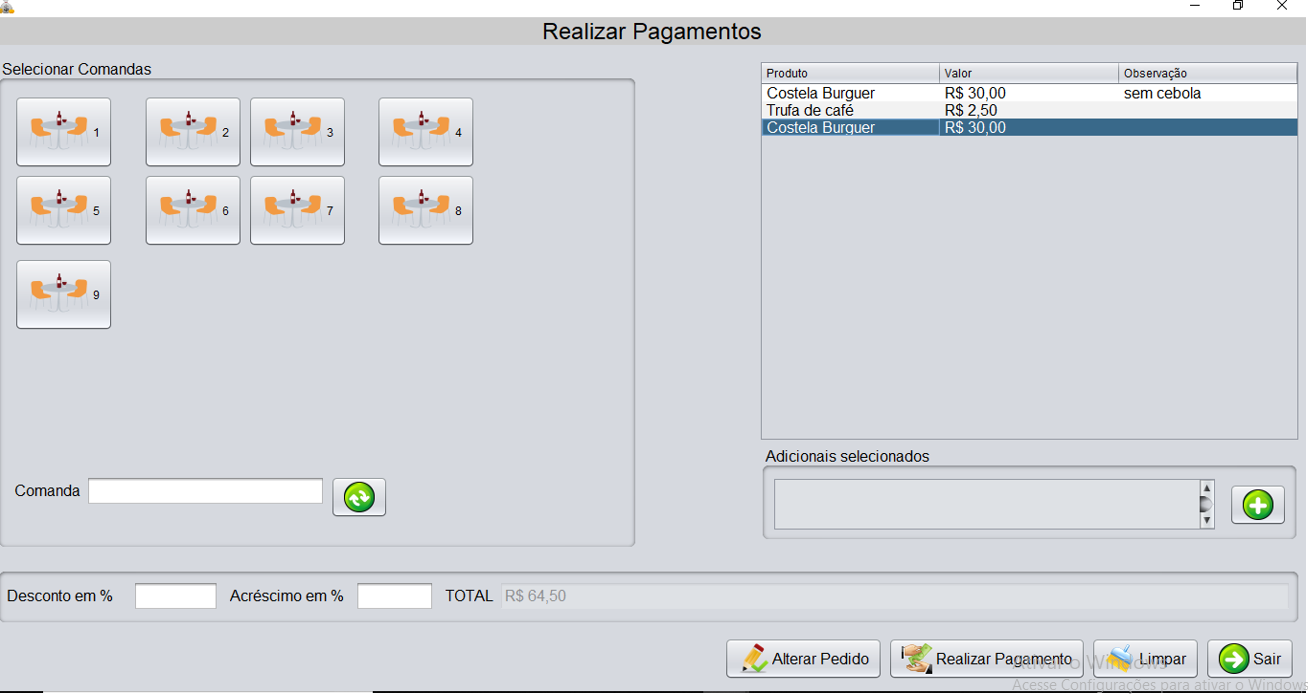 Realizar Pagamentos
Selecionar Comandas
1 2 3 4
5 6 7 8
9
Comanda
Produto Valor Observação
Costela Burguer R$ 30,00 sem cebola
Trufa de café R$ 2,50
Costela Burguer R$ 30,00
Adicionais selecionados
Desconto em % Acréscimo em % TOTAL R$ 64,50
Alterar Pedido Realizar Pagamento Limpar Sair
Ativar o Windows
Acesse Configurações para ativar o Windows